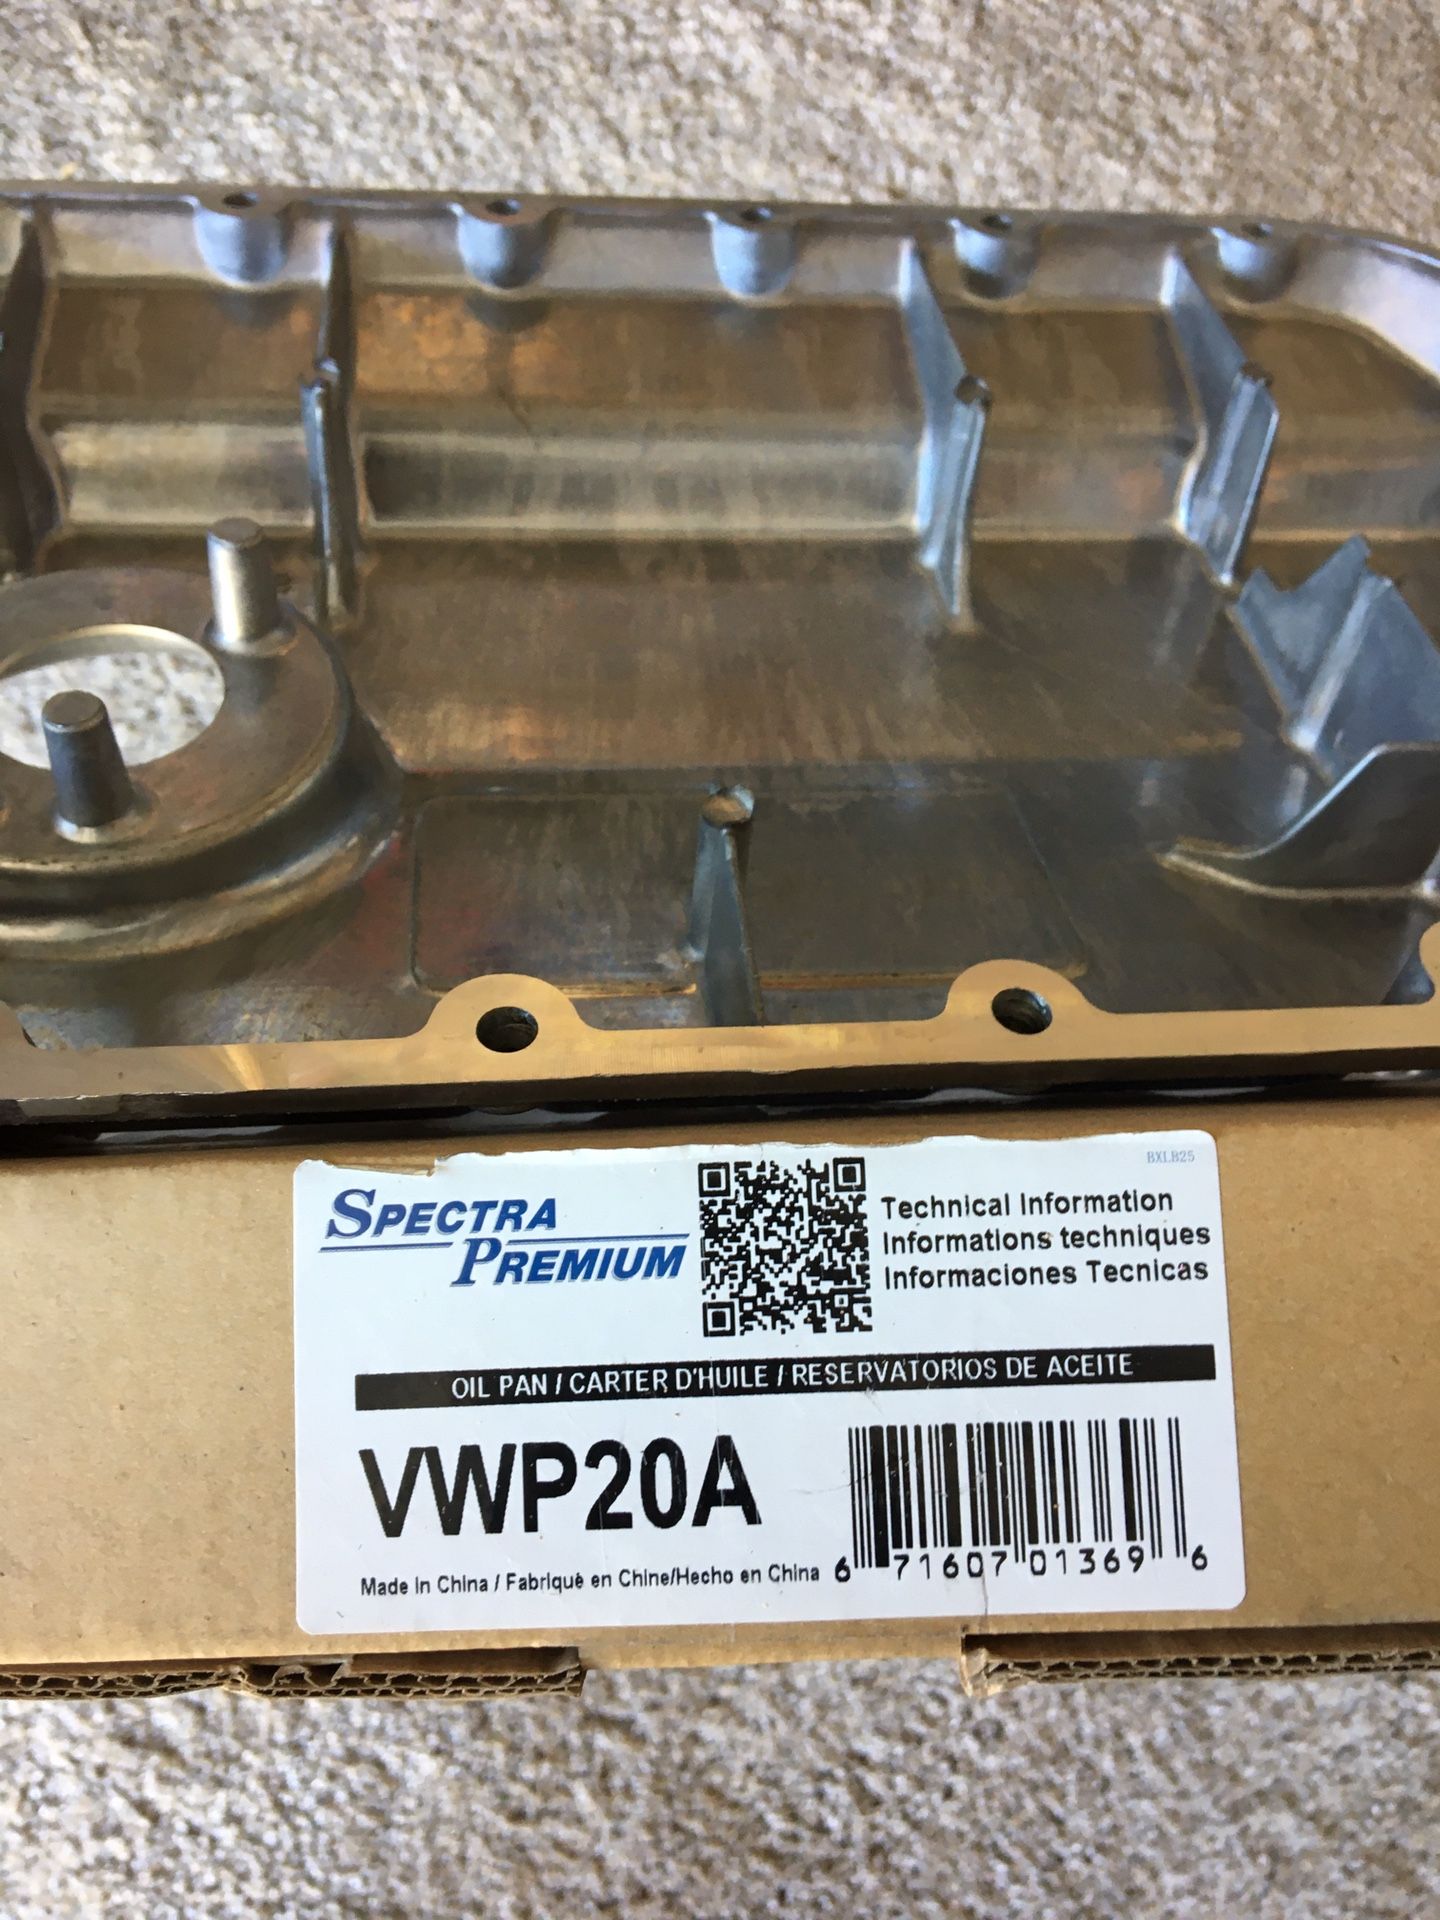 BXLB25
SPECTRA
PREMIUM
Technical Information
Informations techniques
Informaciones Tecnicas
OIL PAN / CARTER D'HUILE / RESERVATORIOS DE ACEITE
VWP20A
Made in China / Fabriqué en Chine/Hecho en China
6 71607 01369 6